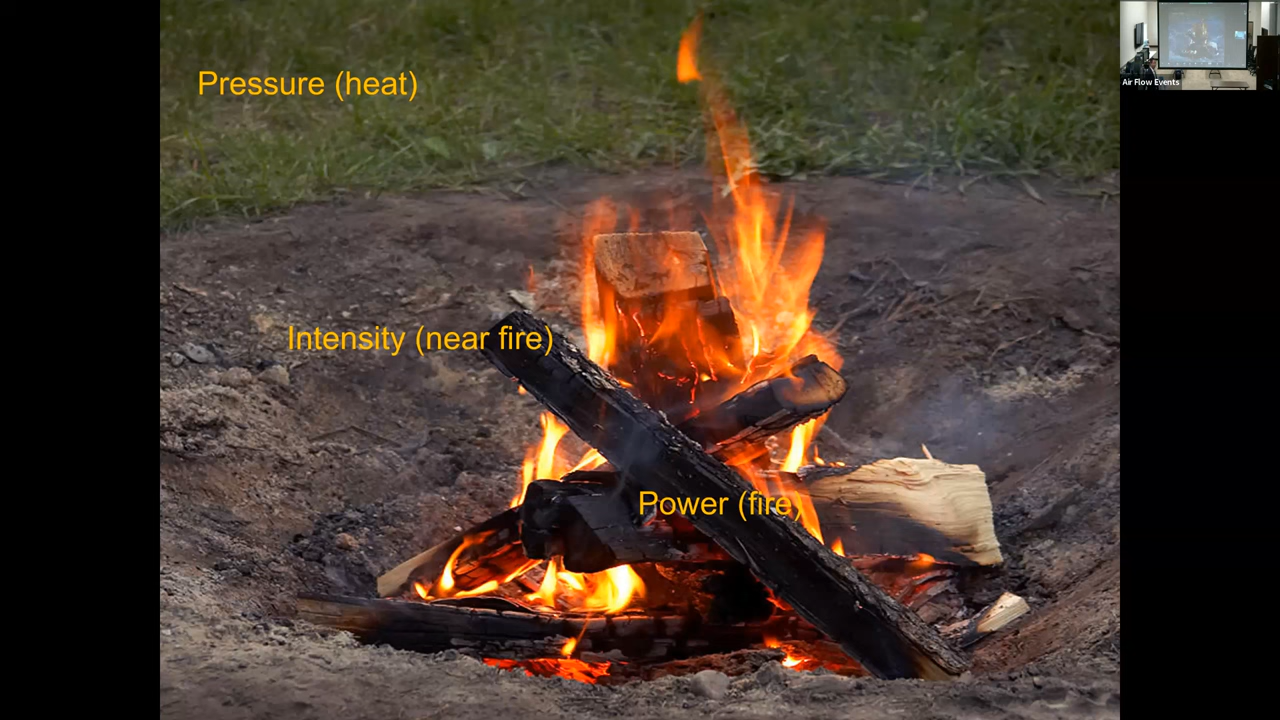 Pressure (heat)
Air Flow Events
Intensity (near fire)
Power (fire)